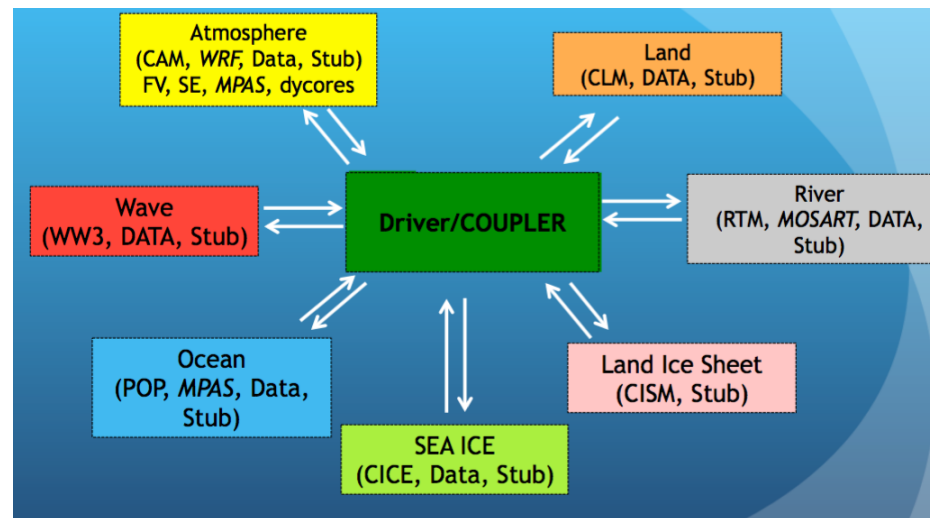 Atmosphere
(CAM, WRF, Data, Stub)
FV, SE, MPAS, dycores
Land
(CLM, DATA, Stub)
Wave
(WW3, DATA, Stub)
Driver/COUPLER
River
(RTM, MOSART, DATA,
Stub)
Ocean
(POP, MPAS, Data,
Stub)
Land Ice Sheet
(CISM, Stub)
SEA ICE
(CICE, Data, Stub)